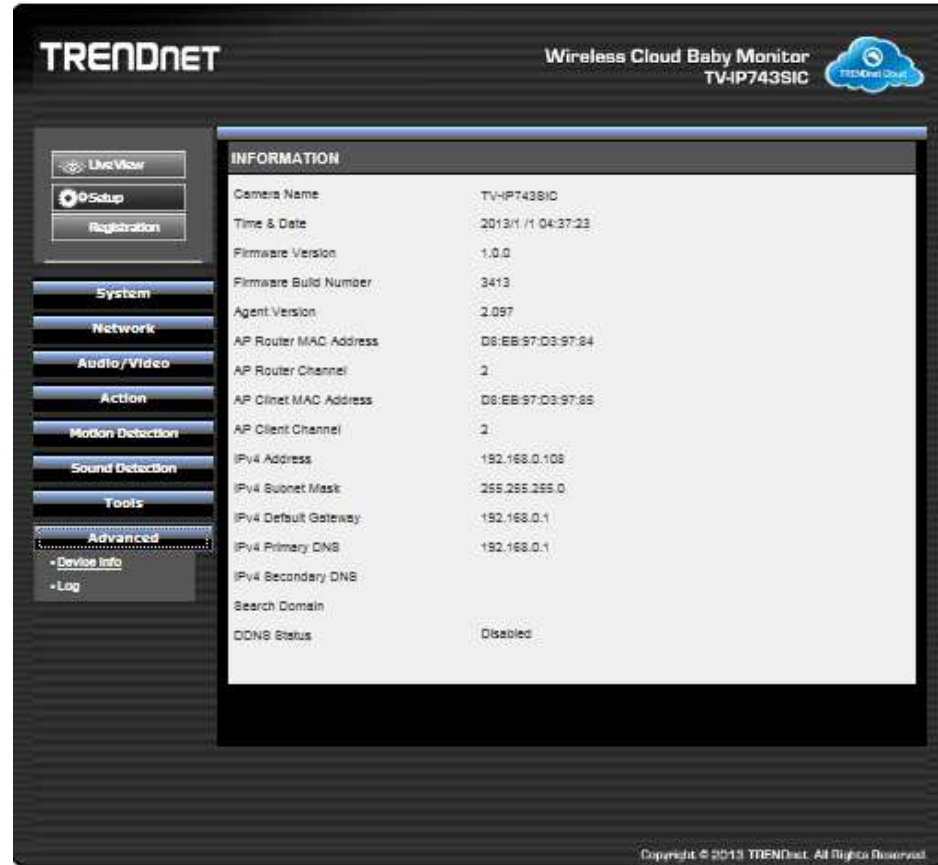 TRENDnet
Wireless Cloud Baby Monitor
TV-IP743SIC
TRENDnet Cloud
Live View
Setup
Registration
System
Network
Audio/Video
Action
Motion Detection
Sound Detection
Tools
Advanced
Device Info
Log
INFORMATION
Camera Name TV-IP743SIC
Time & Date 2013/1 /1 04:37:23
Firmware Version 1.0.0
Firmware Build Number 3413
Agent Version 2.097
AP Router MAC Address D8:EB:97:D3:97:84
AP Router Channel 2
AP Clinet MAC Address D8:EB:97:D3:97:85
AP Client Channel 2
IPv4 Address 192.168.0.108
IPv4 Subnet Mask 255.255.255.0
IPv4 Default Gateway 192.168.0.1
IPv4 Primary DNS 192.168.0.1
IPv4 Secondary DNS
Search Domain
DDNS Status Disabled
Copyright © 2013 TRENDnet. All Rights Reserved.